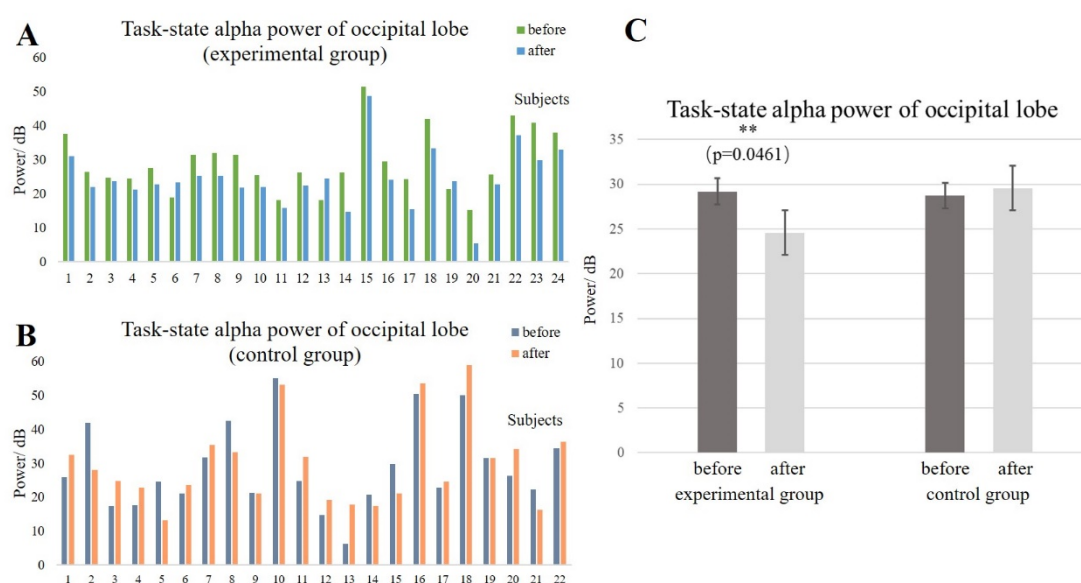 A
Task-state alpha power of occipital lobe
(experimental group)
before
after
Subjects
Power/ dB
60
50
40
30
20
10
0
1 2 3 4 5 6 7 8 9 10 11 12 13 14 15 16 17 18 19 20 21 22 23 24
B
Task-state alpha power of occipital lobe
(control group)
before
after
Subjects
Power/ dB
60
50
40
30
20
10
0
1 2 3 4 5 6 7 8 9 10 11 12 13 14 15 16 17 18 19 20 21 22
C
Task-state alpha power of occipital lobe
**
(p=0.0461)
Power/ dB
35
30
25
20
15
10
5
0
before after before after
experimental group control group